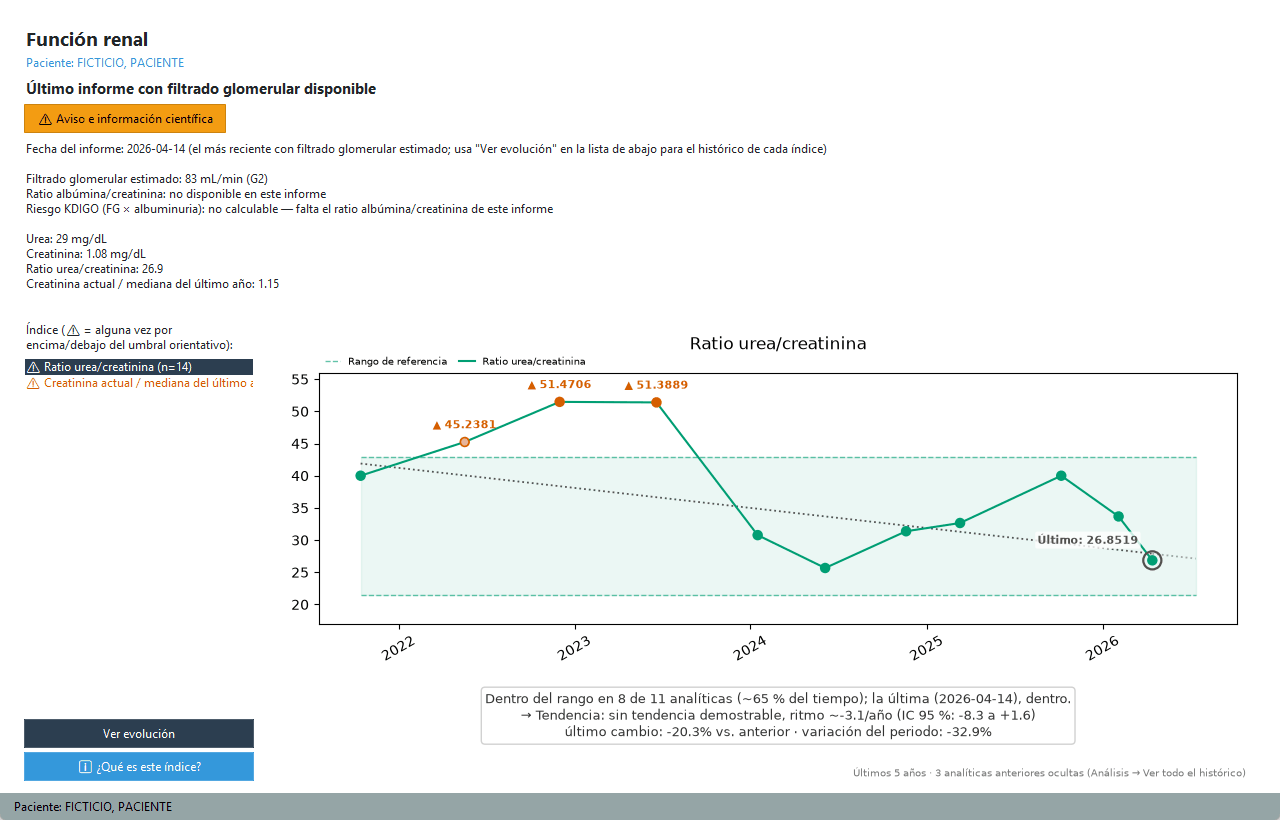 Función renal
Paciente: FICTICIO, PACIENTE
Último informe con filtrado glomerular disponible
⚠ Aviso e información científica
Fecha del informe: 2026-04-14 (el más reciente con filtrado glomerular estimado; usa "Ver evolución" en la lista de abajo para el histórico de cada índice)
Filtrado glomerular estimado: 83 mL/min (G2)
Ratio albúmina/creatinina: no disponible en este informe
Riesgo KDIGO (FG × albuminuria): no calculable — falta el ratio albúmina/creatinina de este informe
Urea: 29 mg/dL
Creatinina: 1.08 mg/dL
Ratio urea/creatinina: 26.9
Creatinina actual / mediana del último año: 1.15
Índice (⚠ = alguna vez por
encima/debajo del umbral orientativo):
⚠ Ratio urea/creatinina (n=14)
⚠ Creatinina actual / mediana del último a
Ver evolución
ℹ ¿Qué es este índice?
Ratio urea/creatinina
Rango de referencia
Ratio urea/creatinina
55
50
45
40
35
30
25
20
▲ 45.2381
▲ 51.4706
▲ 51.3889
Último: 26.8519
2022
2023
2024
2025
2026
Dentro del rango en 8 de 11 analíticas (~65 % del tiempo); la última (2026-04-14), dentro.
→ Tendencia: sin tendencia demostrable, ritmo ~-3.1/año (IC 95 %: -8.3 a +1.6)
último cambio: -20.3% vs. anterior · variación del periodo: -32.9%
Últimos 5 años · 3 analíticas anteriores ocultas (Análisis → Ver todo el histórico)
Paciente: FICTICIO, PACIENTE